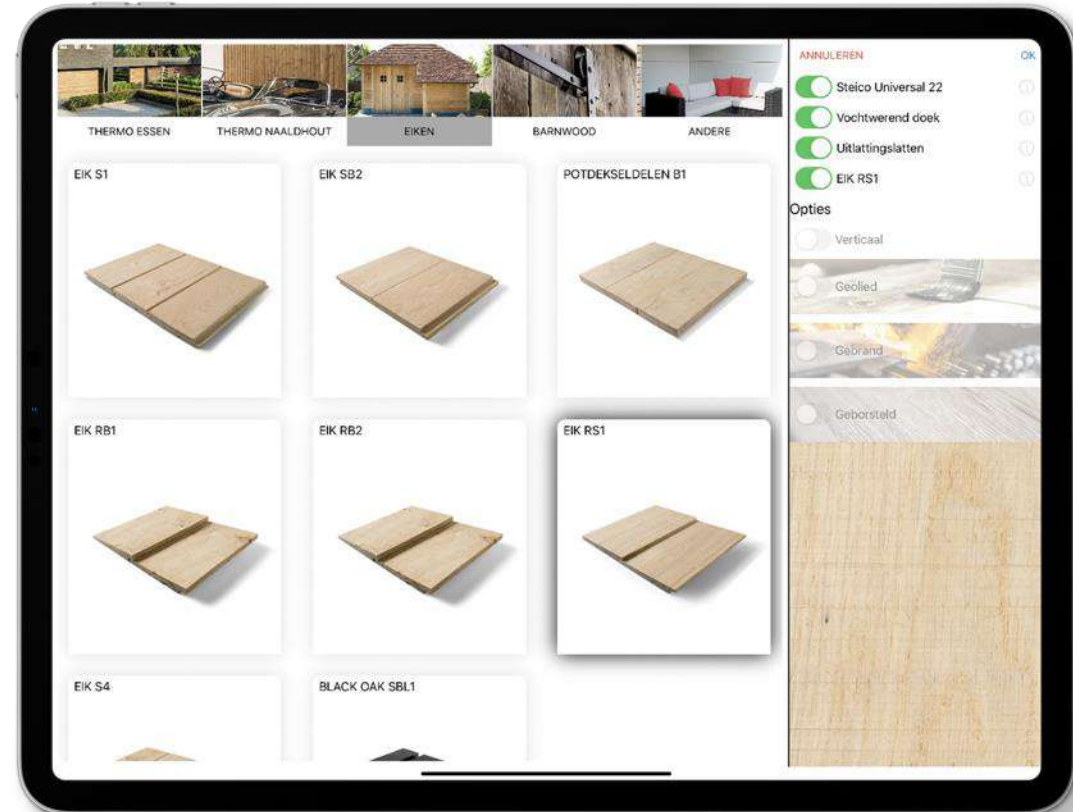 THERMO ESSEN
THERMO NAALDHOUT
EIKEN
BARNWOOD
ANDERE
EIK S1
EIK SB2
POTDEKSELDELEN B1
EIK RB1
EIK RB2
EIK RS1
EIK S4
BLACK OAK SBL1
ANNULEREN
OK
Steico Universal 22
Vochtwerend doek
Uitlattingslatten
EIK RS1
Opties
Verticaal
Geolied
Gebrand
Geborsteld